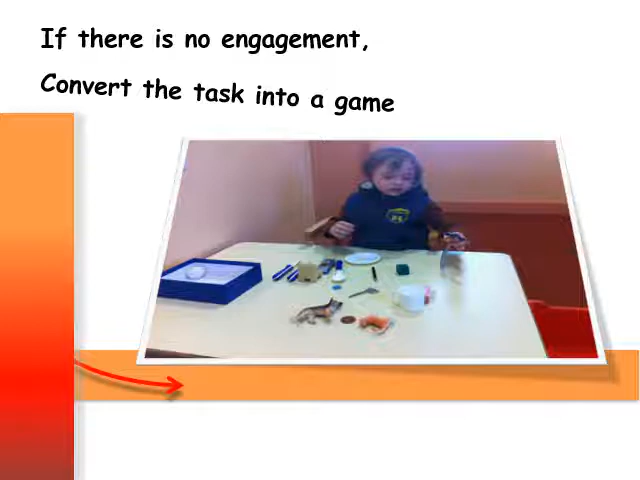 If there is no engagement,
Convert the task into a game